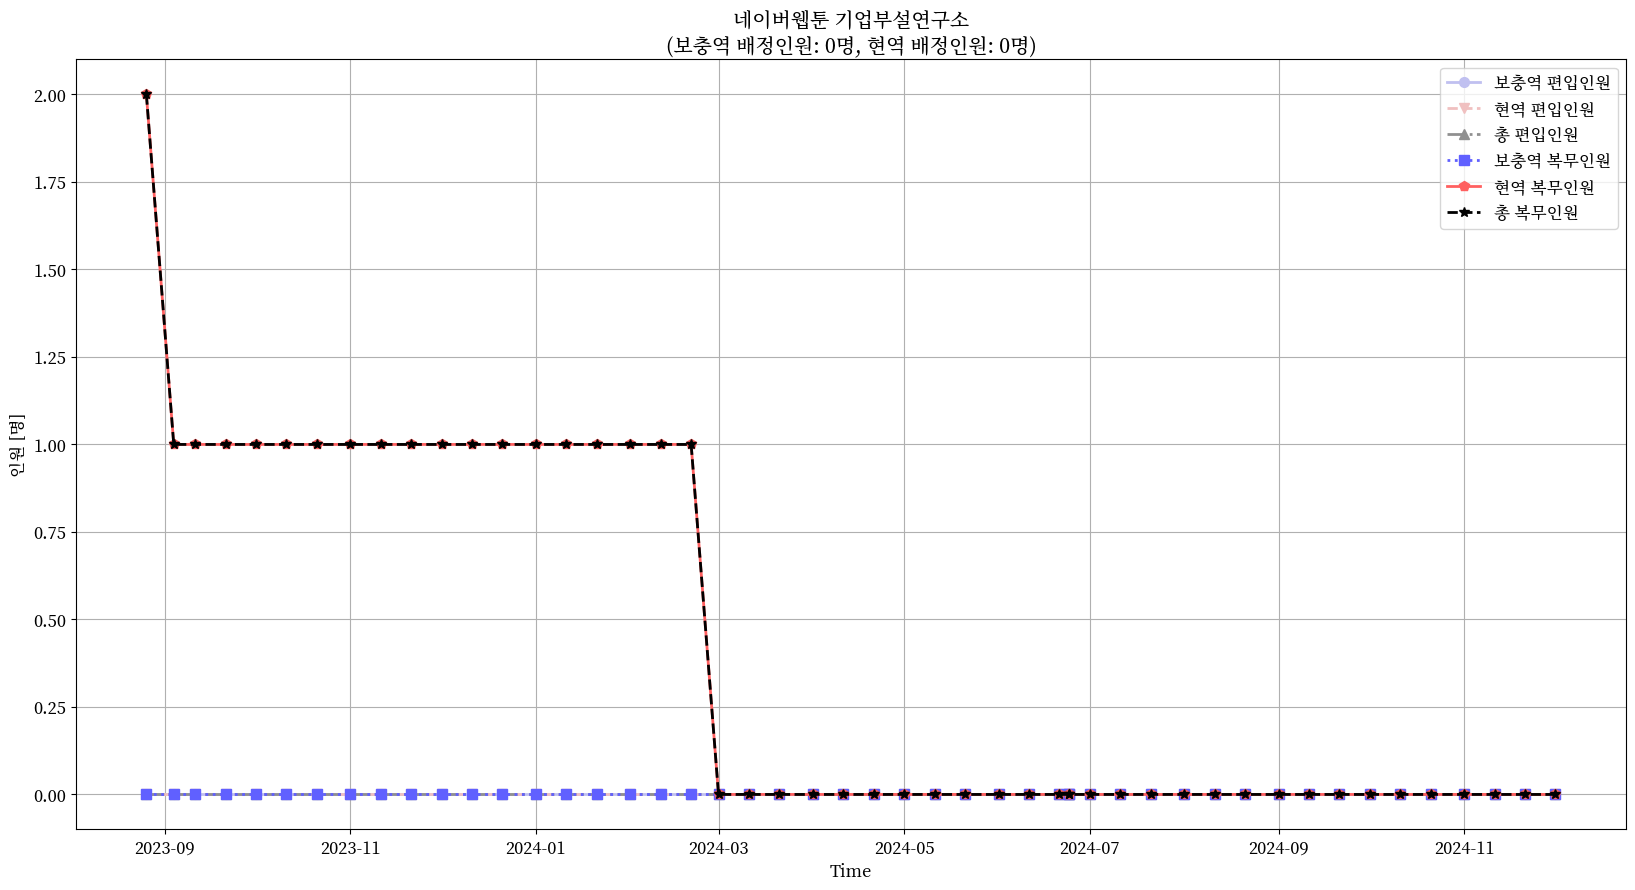 네이버웹툰 기업부설연구소
(보충역 배정인원: 0명, 현역 배정인원: 0명)
보충역 편입인원
현역 편입인원
총 편입인원
보충역 복무인원
현역 복무인원
총 복무인원
인원 [명]
2.00
1.75
1.50
1.25
1.00
0.75
0.50
0.25
0.00
2023-09
2023-11
2024-01
2024-03
2024-05
2024-07
2024-09
2024-11
Time